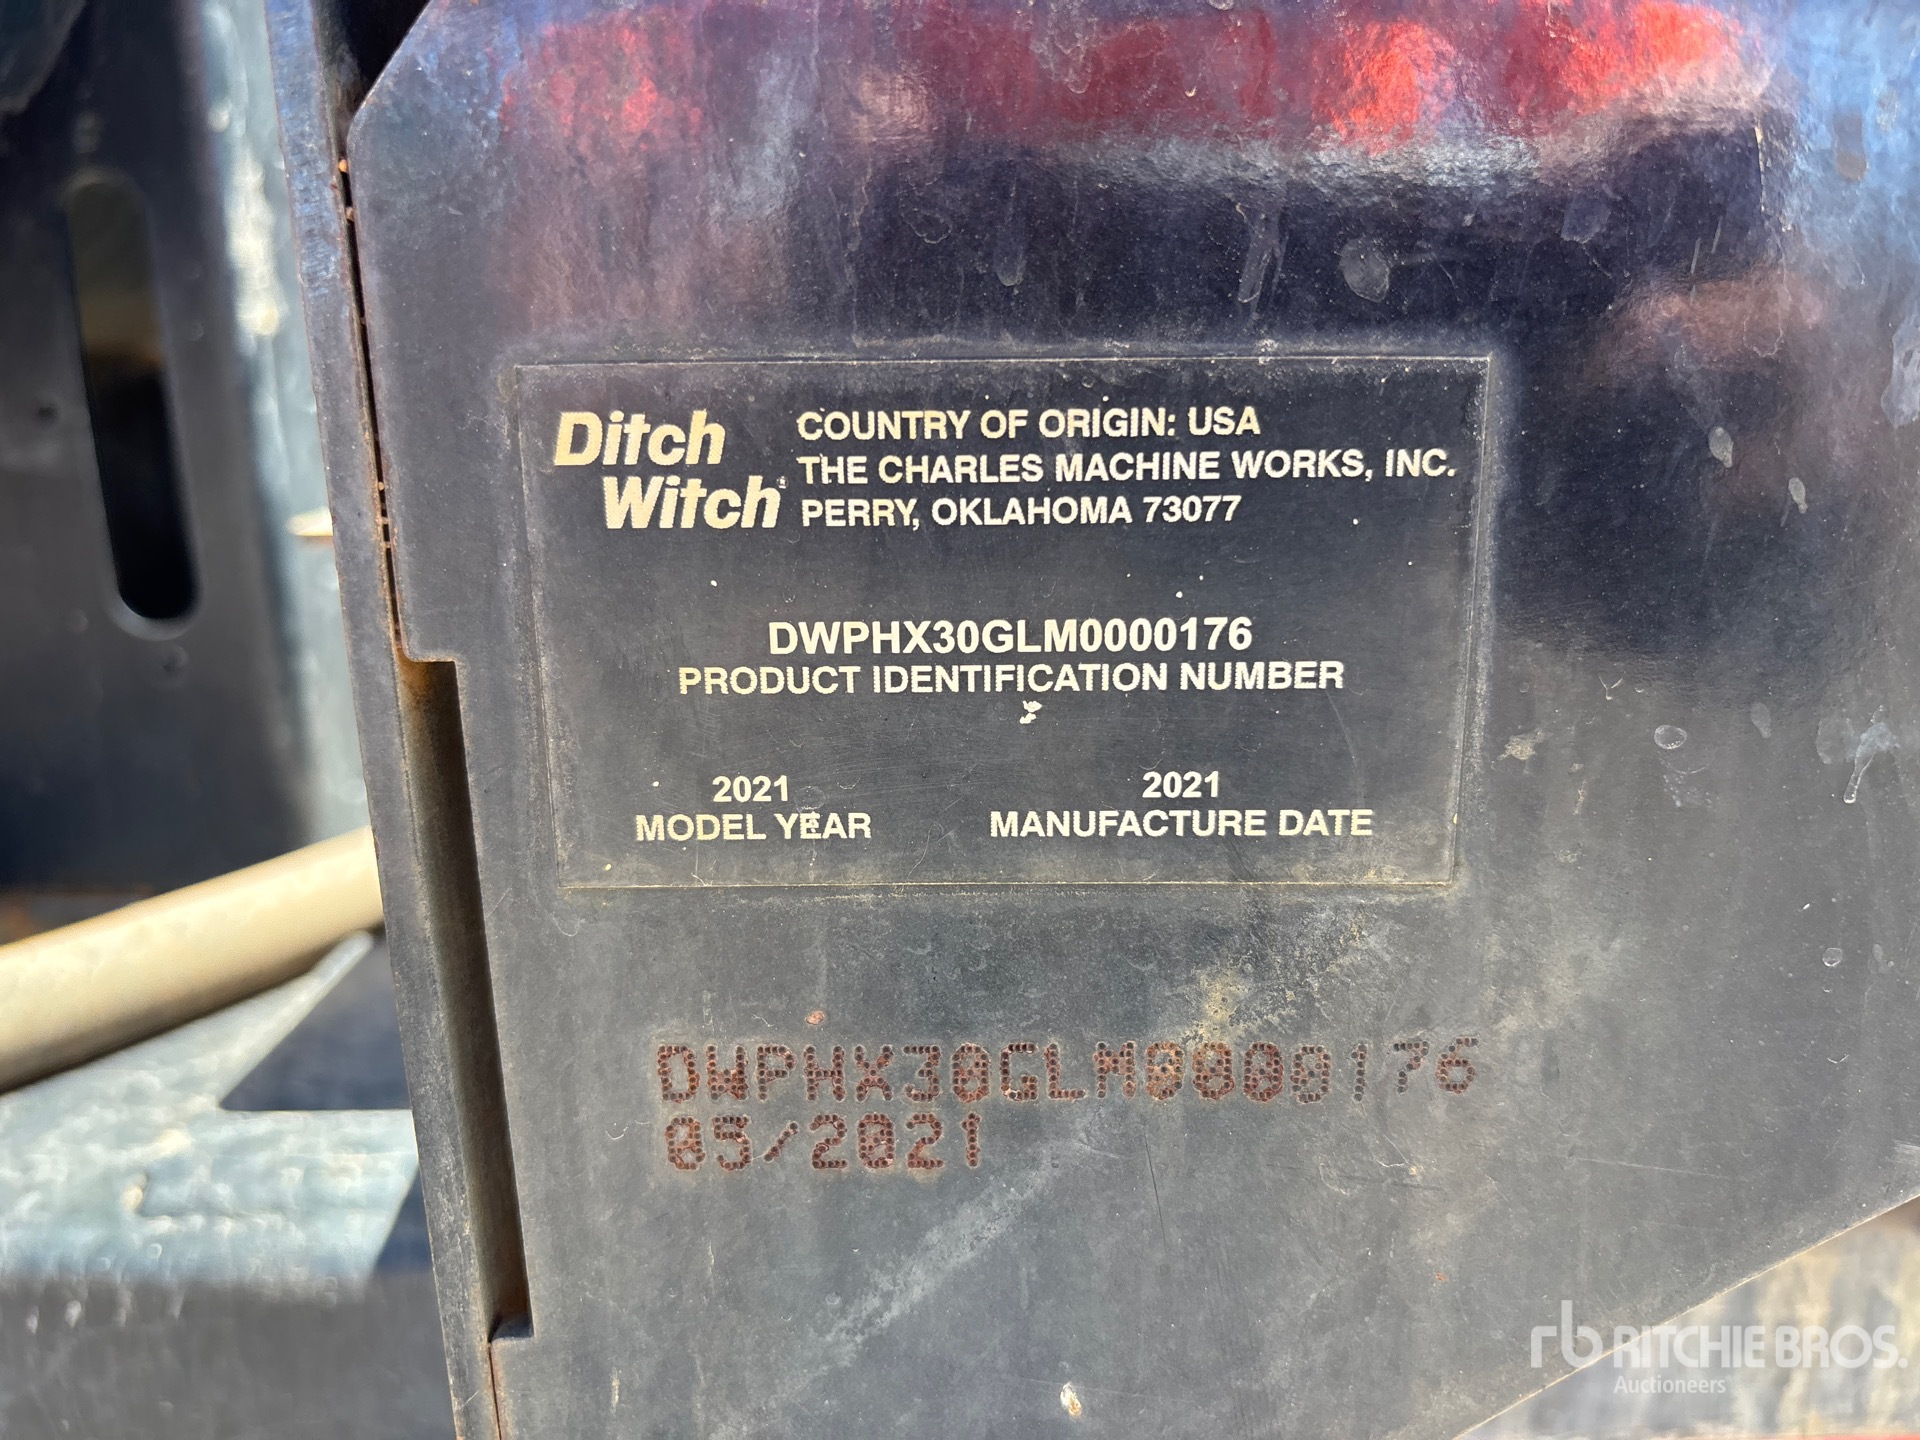 Ditch Witch®
COUNTRY OF ORIGIN: USA
THE CHARLES MACHINE WORKS, INC.
PERRY, OKLAHOMA 73077
DWPHX30GLM0000176
PRODUCT IDENTIFICATION NUMBER
2021
MODEL YEAR
2021
MANUFACTURE DATE
DWPHX30GLM0000176
05/2021
rb RITCHIE BROS.
Auctioneers